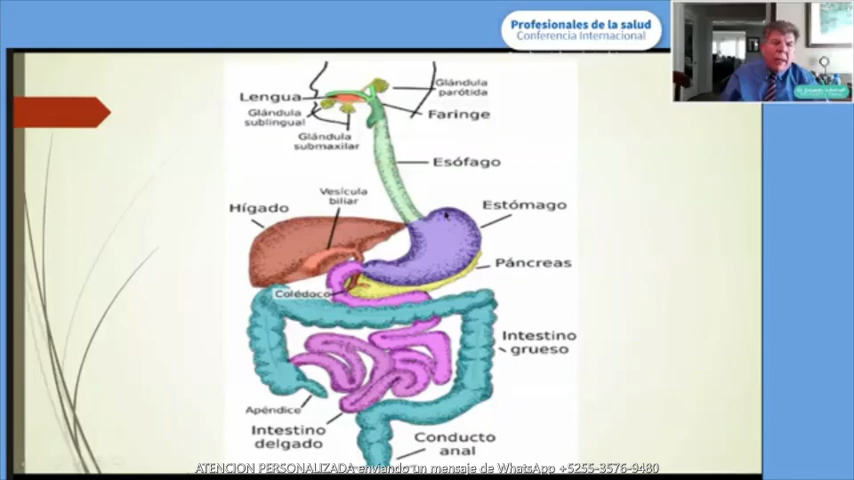 Profesionales de la salud
Conferencia Internacional
Glándula
parótida
Lengua
Glándula
sublingual
Faringe
Glándula
submaxilar
Esófago
Vesícula
biliar
Hígado
Estómago
Páncreas
Colédoco
Intestino
grueso
Apéndice
Intestino
delgado
Conducto
anal
ATENCION PERSONALIZADA enviando un mensaje de WhatsApp +5255-3576-9480